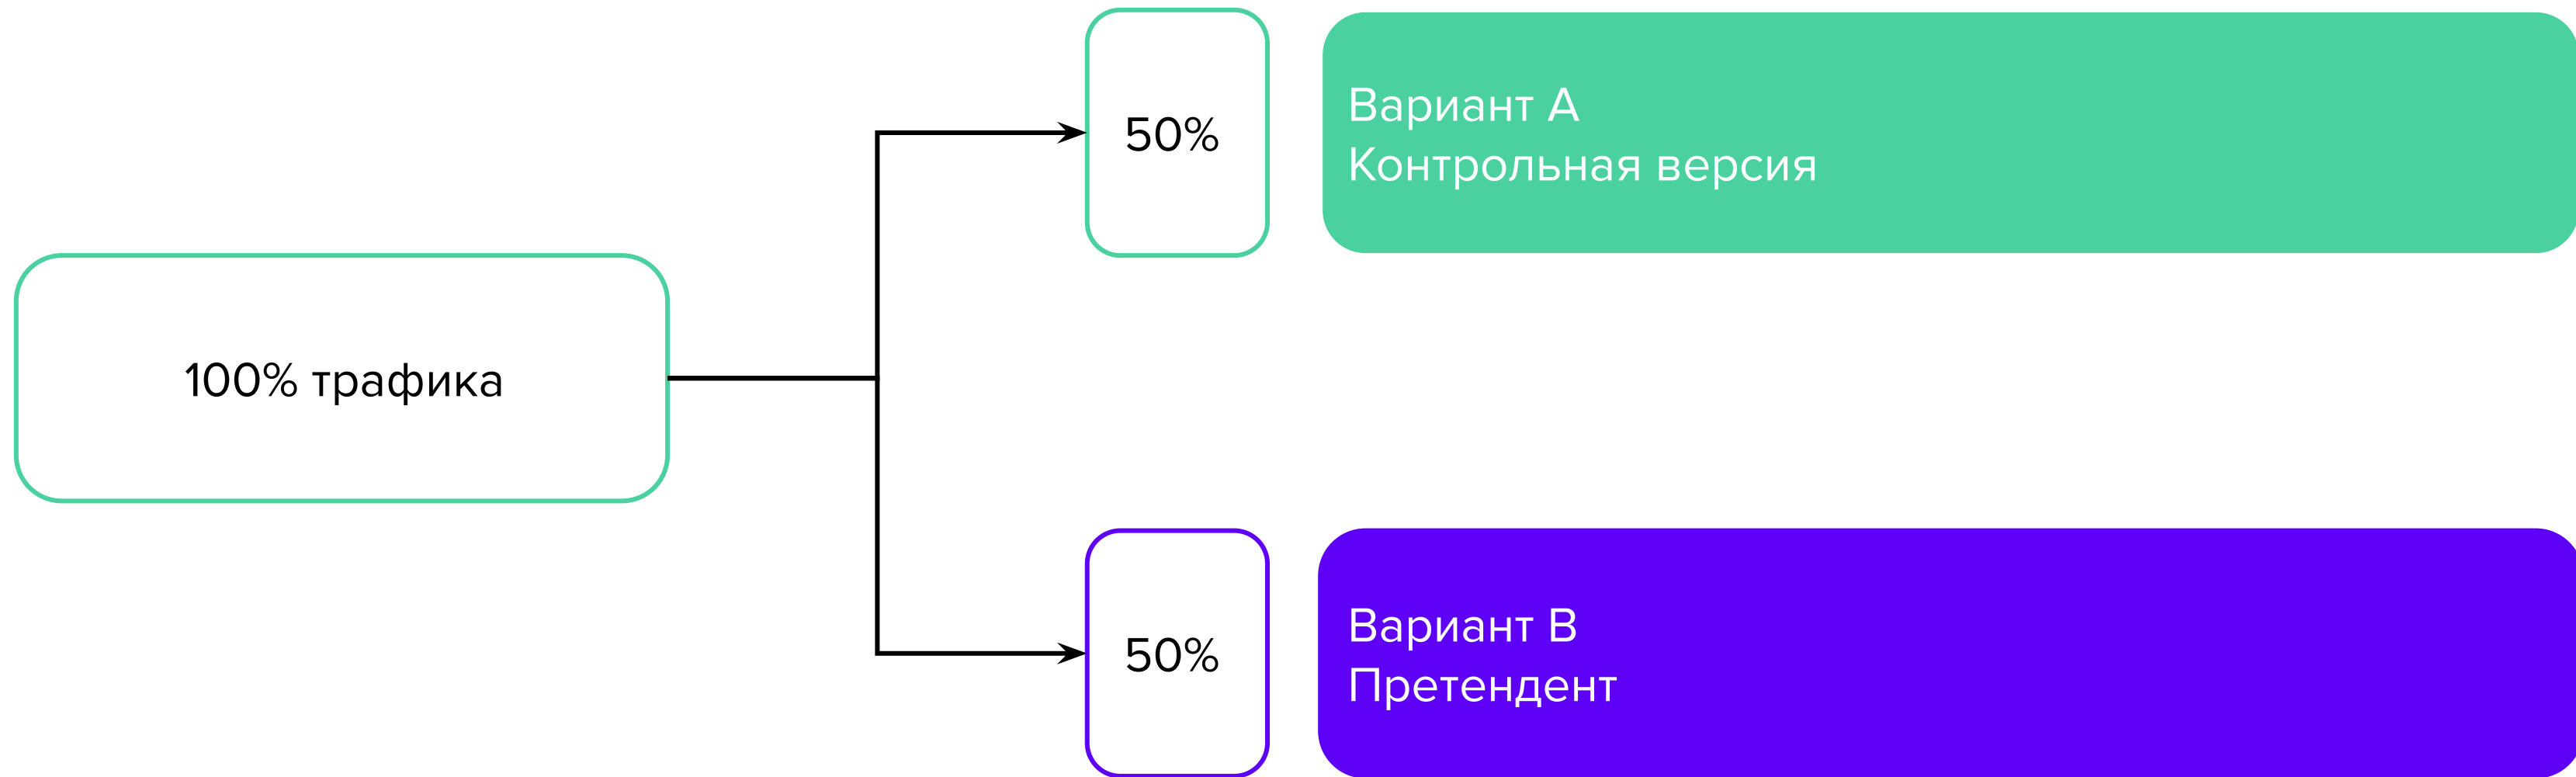 50%
Вариант А
Контрольная версия
100% трафика
50%
Вариант В
Претендент